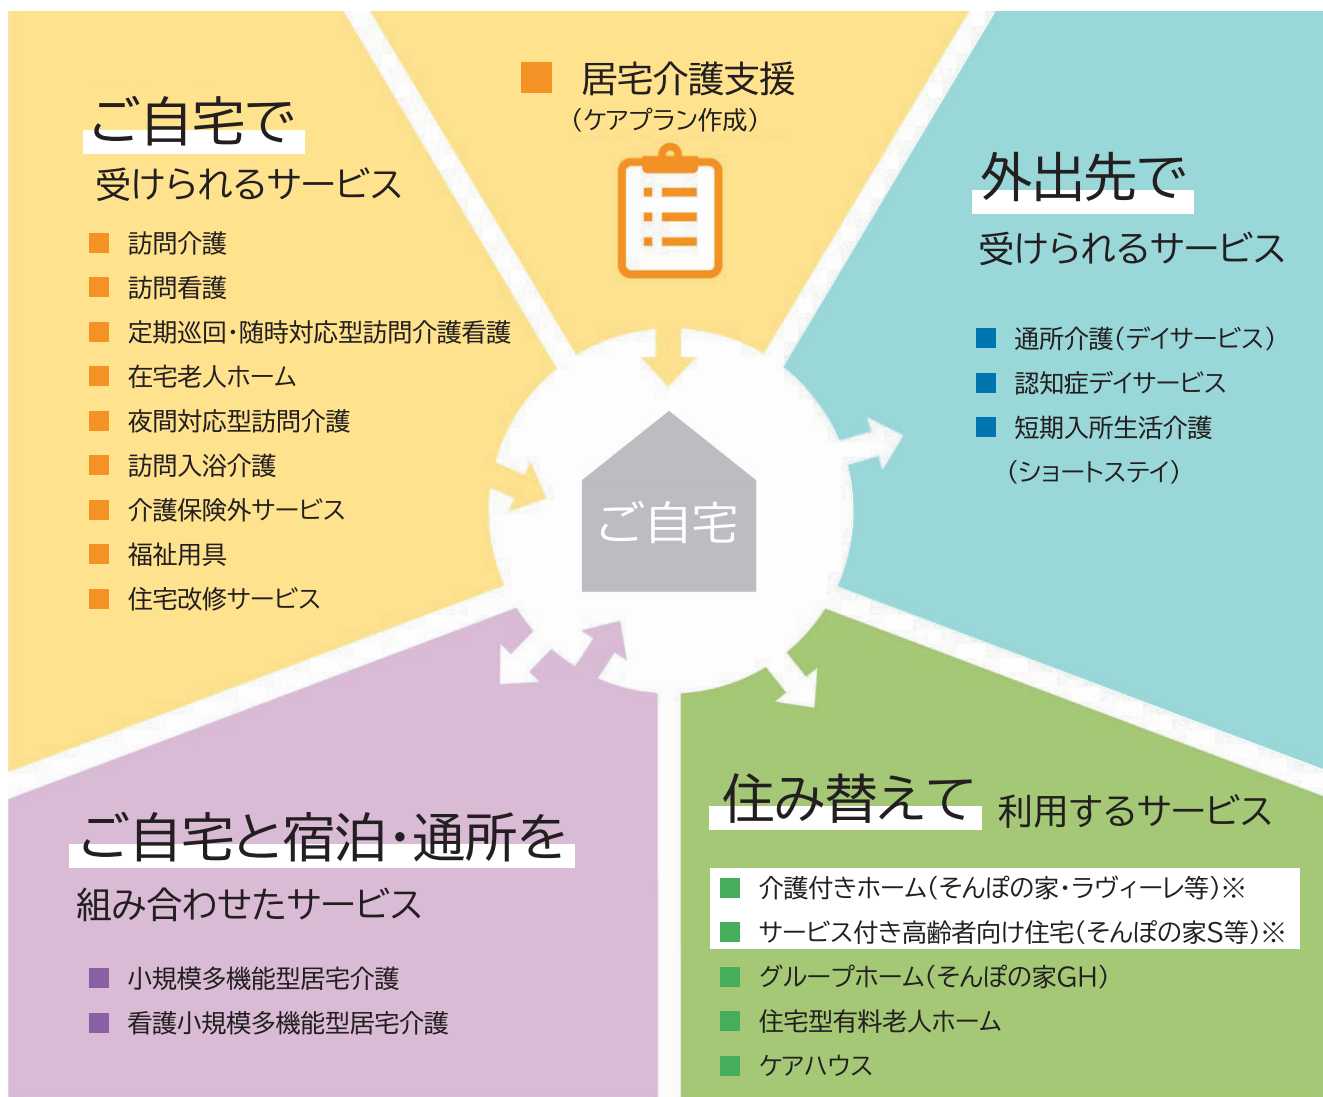 居宅介護支援
（ケアプラン作成）
ご自宅で
受けられるサービス
訪問介護
訪問看護
定期巡回・随時対応型訪問介護看護
在宅老人ホーム
夜間対応型訪問介護
訪問入浴介護
介護保険外サービス
福祉用具
住宅改修サービス
外出先で
受けられるサービス
通所介護（デイサービス）
認知症デイサービス
短期入所生活介護
（ショートステイ）
ご自宅
ご自宅と宿泊・通所を
組み合わせたサービス
小規模多機能型居宅介護
看護小規模多機能型居宅介護
住み替えて 利用するサービス
介護付きホーム（そんぽの家・ラヴィーレ等）※
サービス付き高齢者向け住宅（そんぽの家S等）※
グループホーム（そんぽの家GH）
住宅型有料老人ホーム
ケアハウス